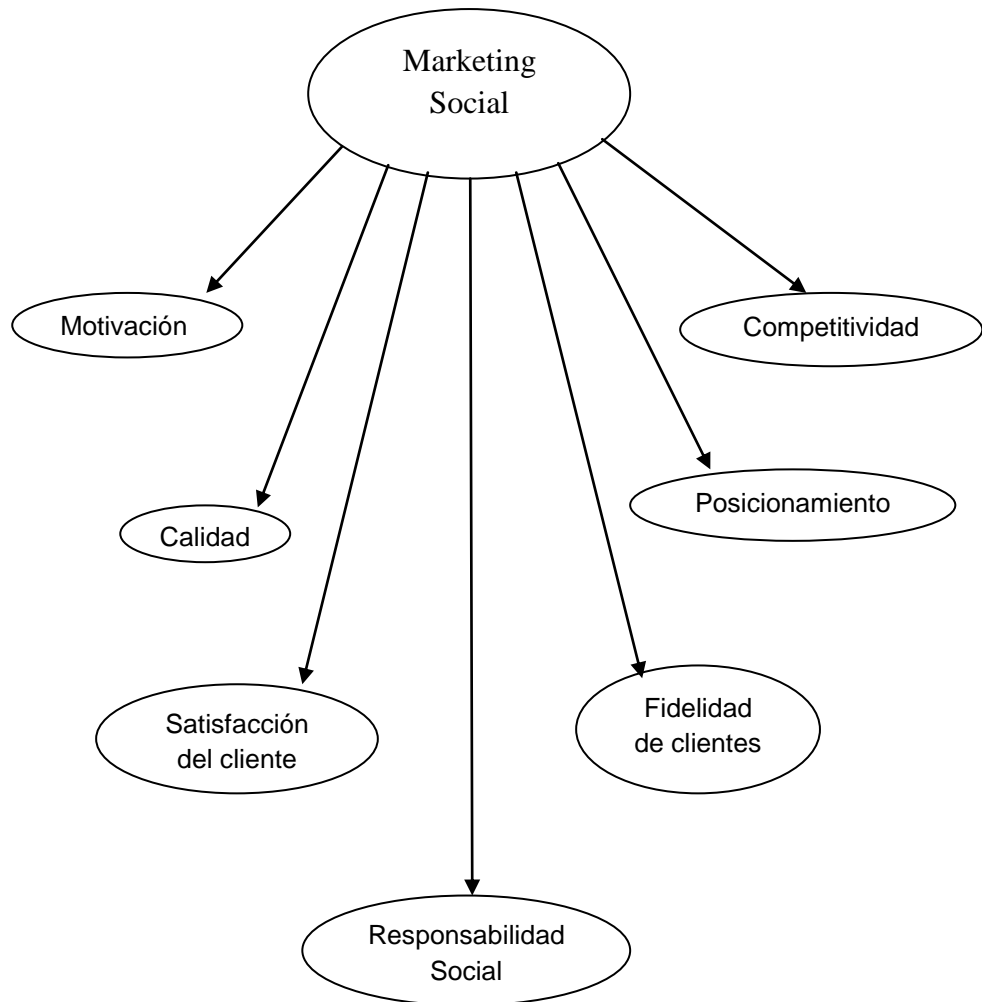 Marketing
Social
Motivación
Competitividad
Calidad
Posicionamiento
Satisfacción
del cliente
Fidelidad
de clientes
Responsabilidad
Social